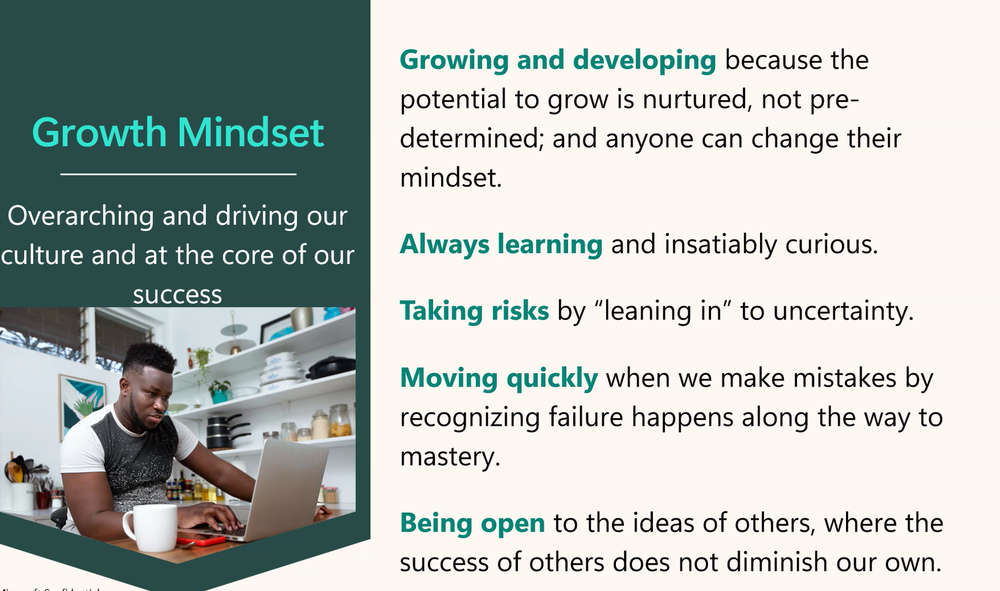 Growth Mindset
Overarching and driving our
culture and at the core of our
success
Growing and developing because the
potential to grow is nurtured, not pre-
determined; and anyone can change their
mindset.
Always learning and insatiably curious.
Taking risks by “leaning in” to uncertainty.
Moving quickly when we make mistakes by
recognizing failure happens along the way to
mastery.
Being open to the ideas of others, where the
success of others does not diminish our own.